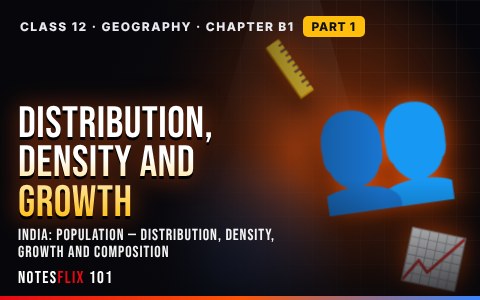 CLASS 12 · GEOGRAPHY · CHAPTER B1 PART 1
DISTRIBUTION,
DENSITY AND
GROWTH
INDIA: POPULATION – DISTRIBUTION, DENSITY,
GROWTH AND COMPOSITION
NOTESFLIX 101